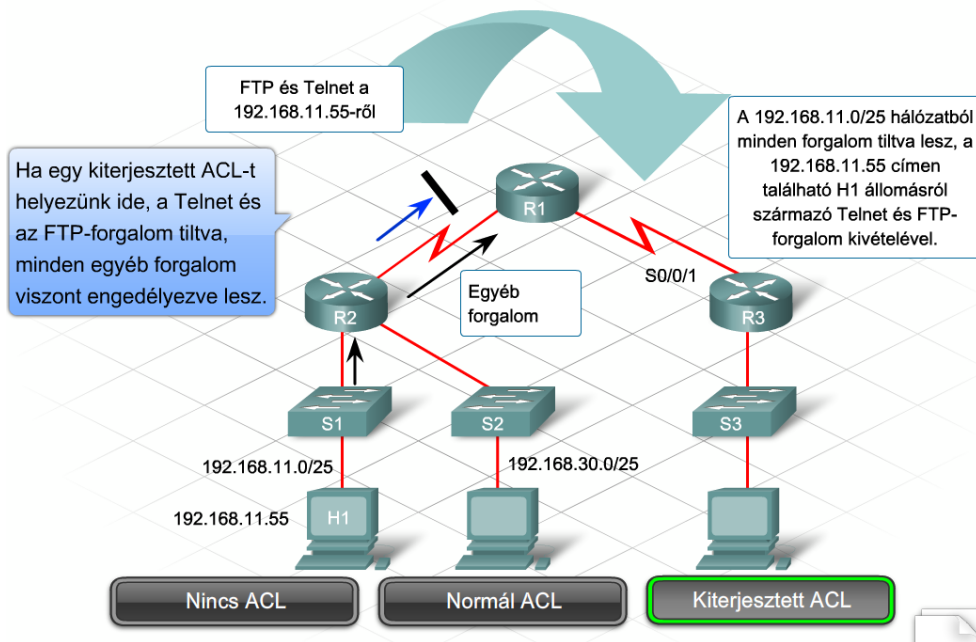 FTP és Telnet a
192.168.11.55-ről
A 192.168.11.0/25 hálózatból
minden forgalom tiltva lesz, a
192.168.11.55 címen
található H1 állomásról
származó Telnet és FTP-
forgalom kivételével.
Ha egy kiterjesztett ACL-t
helyezünk ide, a Telnet és
az FTP-forgalom tiltva,
minden egyéb forgalom
viszont engedélyezve lesz.
R1
S0/0/1
Egyéb
forgalom
R2
R3
S1
S2
S3
192.168.11.0/25
192.168.30.0/25
192.168.11.55
H1
Nincs ACL
Normál ACL
Kiterjesztett ACL